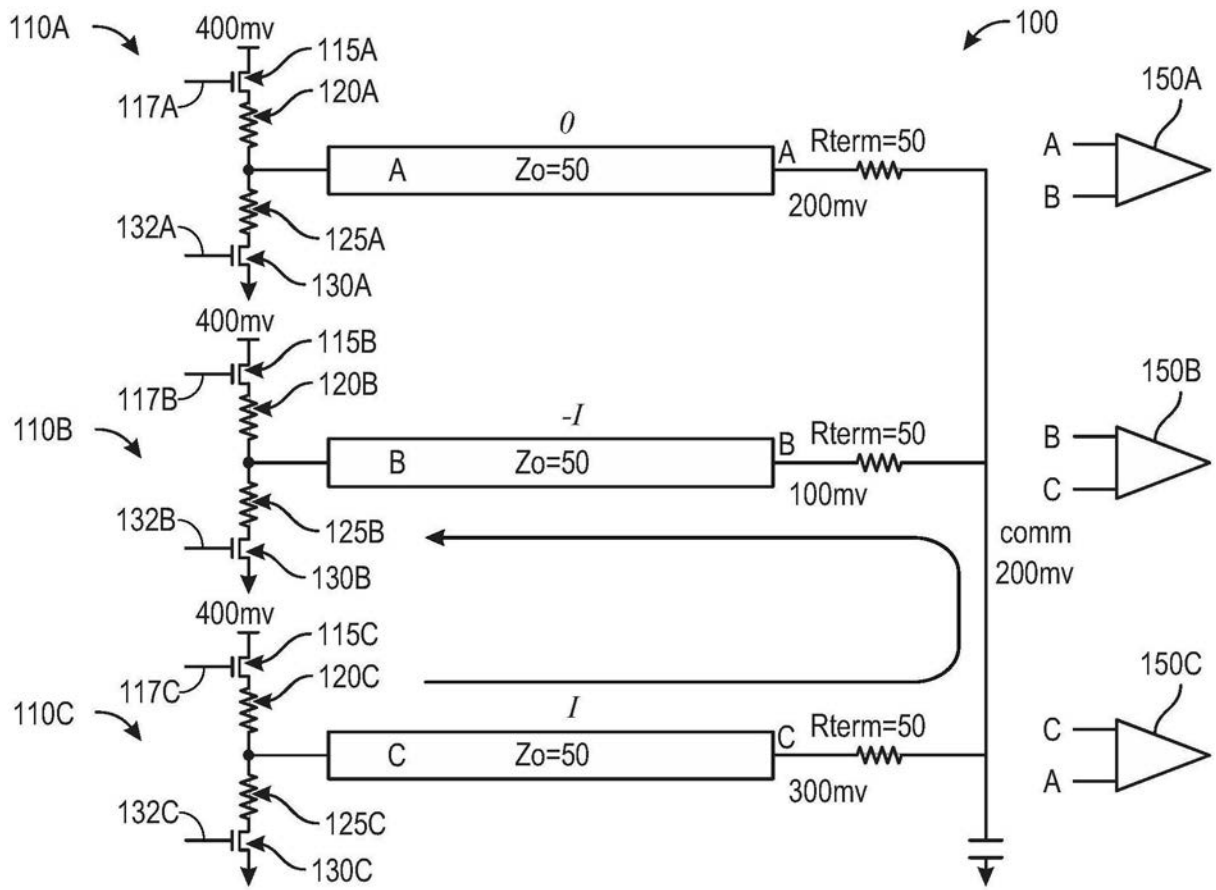 110A
400mv
115A
100
117A
120A
150A
0
A
Zo=50
A
Rterm=50
A
B
200mv
132A
125A
130A
400mv
115B
117B
120B
150B
110B
-I
B
Zo=50
B
Rterm=50
B
C
100mv
132B
125B
130B
comm
200mv
400mv
115C
117C
120C
150C
110C
I
C
Zo=50
C
Rterm=50
C
A
300mv
132C
125C
130C